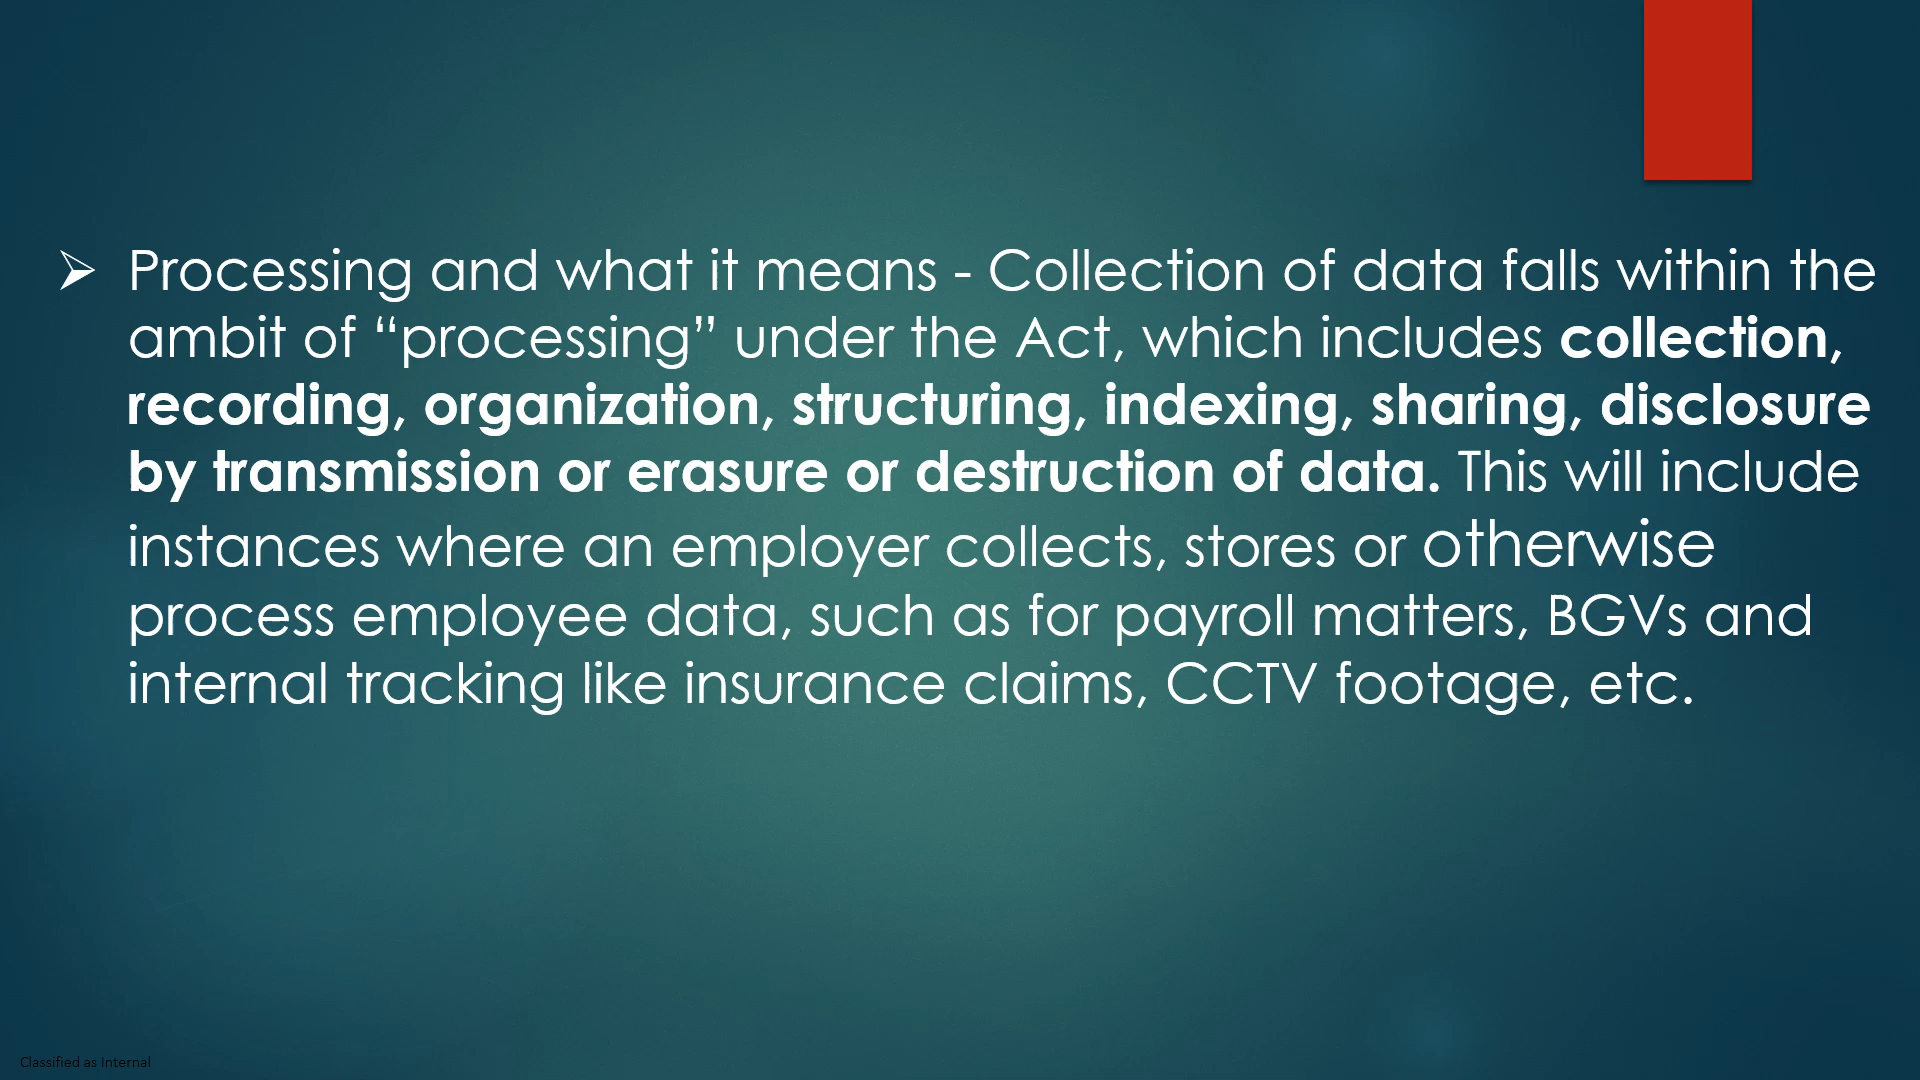 ➢ Processing and what it means - Collection of data falls within the
ambit of “processing” under the Act, which includes collection,
recording, organization, structuring, indexing, sharing, disclosure
by transmission or erasure or destruction of data. This will include
instances where an employer collects, stores or otherwise
process employee data, such as for payroll matters, BGVs and
internal tracking like insurance claims, CCTV footage, etc.
Classified as Internal